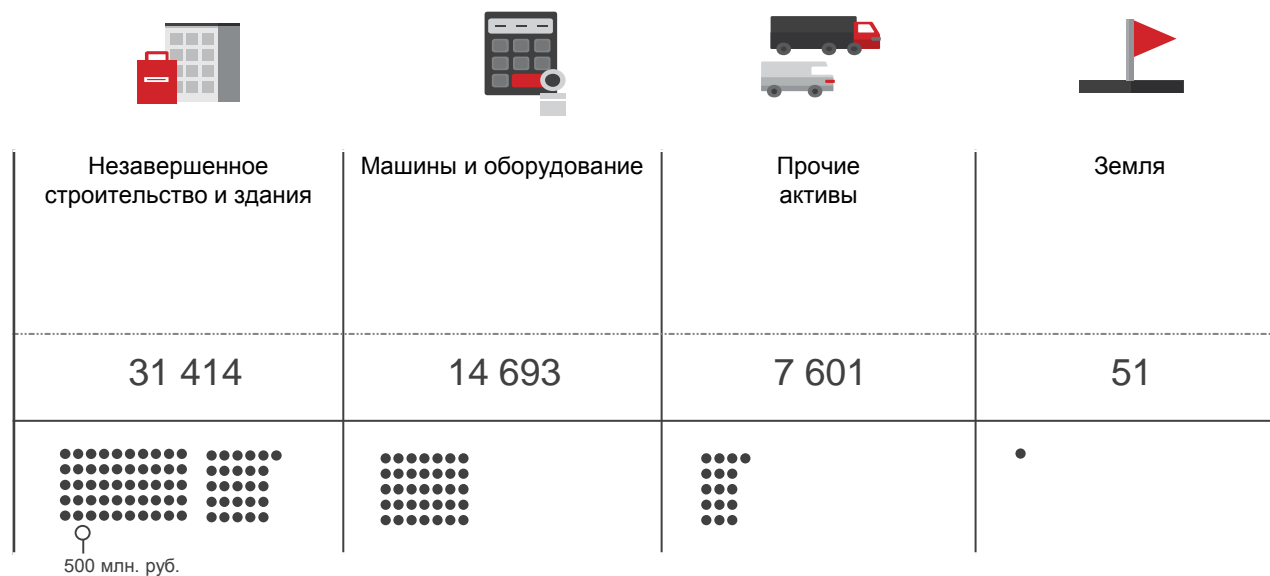 Незавершенное
строительство и здания
Машины и оборудование
Прочие
активы
Земля
31 414
14 693
7 601
51
500 млн. руб.